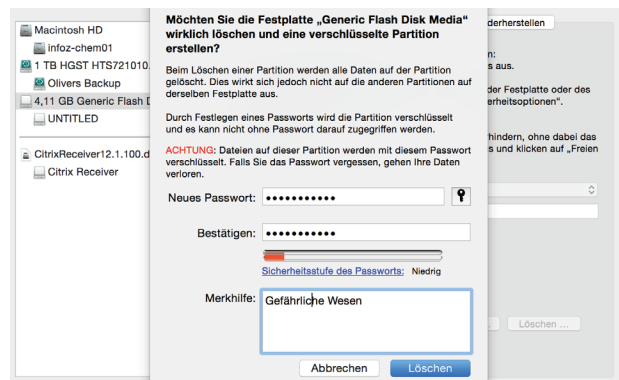 Macintosh HD
infoz-chem01
1 TB HGST HTS721010.
Olivers Backup
4,11 GB Generic Flash D
UNTITLED
CitrixReceiver12.1.100.d
Citrix Receiver
Möchten Sie die Festplatte „Generic Flash Disk Media“
wirklich löschen und eine verschlüsselte Partition
erstellen?
Beim Löschen einer Partition werden alle Daten auf der Partition
gelöscht. Dies wirkt sich jedoch nicht auf die anderen Partitionen auf
derselben Festplatte aus.
Durch Festlegen eines Passworts wird die Partition verschlüsselt
und es kann nicht ohne Passwort darauf zugegriffen werden.
ACHTUNG: Dateien auf dieser Partition werden mit diesem Passwort
verschlüsselt. Falls Sie das Passwort vergessen, gehen Ihre Daten
verloren.
Neues Passwort: •••••••••••
Bestätigen: •••••••••••
Sicherheitsstufe des Passworts: Niedrig
Merkhilfe: Gefährliche Wesen
Abbrechen Löschen
derherstellen
n:
s aus.
der Festplatte oder des
erheitsoptionen“.
hindern, ohne dabei das
s und klicken auf „Freien
. Löschen ...